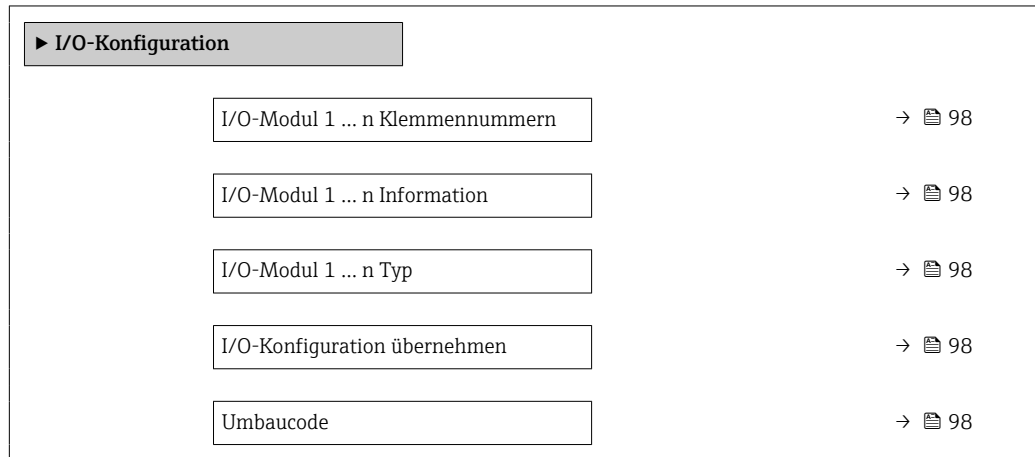 ► I/O-Konfiguration
I/O-Modul 1 … n Klemmennummern → 98
I/O-Modul 1 … n Information → 98
I/O-Modul 1 … n Typ → 98
I/O-Konfiguration übernehmen → 98
Umbaucode → 98